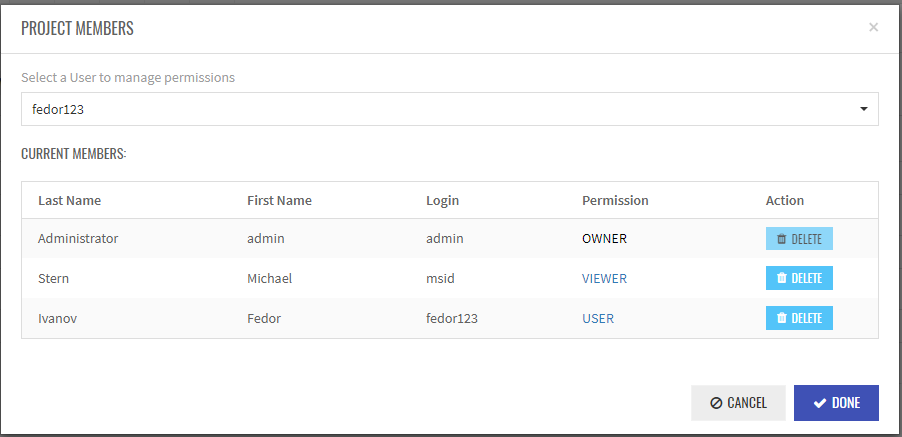 PROJECT MEMBERS ×
Select a User to manage permissions
fedor123
CURRENT MEMBERS:
Last Name First Name Login Permission Action
Administrator admin admin OWNER DELETE
Stern Michael msid VIEWER DELETE
Ivanov Fedor fedor123 USER DELETE
CANCEL DONE